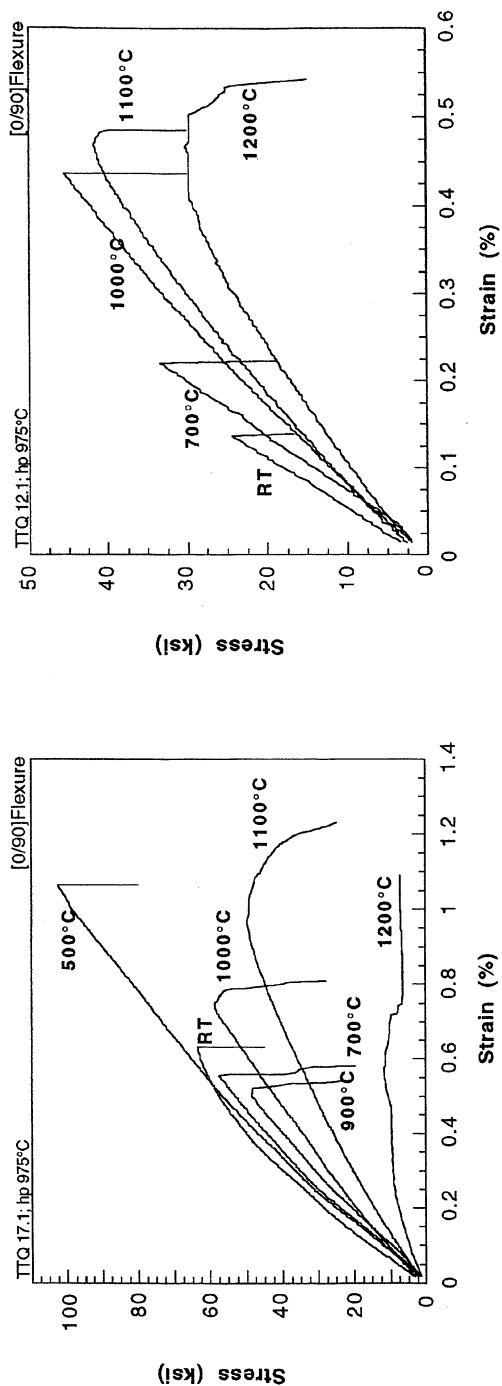 TTQ 17.1; hp 975°C
[0/90]Flexure
Stress (ksi)
100
80
60
40
20
0
500°C
RT
1000°C
1100°C
700°C
900°C
1200°C
0
0.2
0.4
0.6
0.8
1
1.2
1.4
Strain (%)
TTQ 12.1; hp 975°C
[0/90]Flexure
Stress (ksi)
50
40
30
20
10
0
1000°C
1100°C
700°C
RT
1200°C
0
0.1
0.2
0.3
0.4
0.5
0.6
Strain (%)